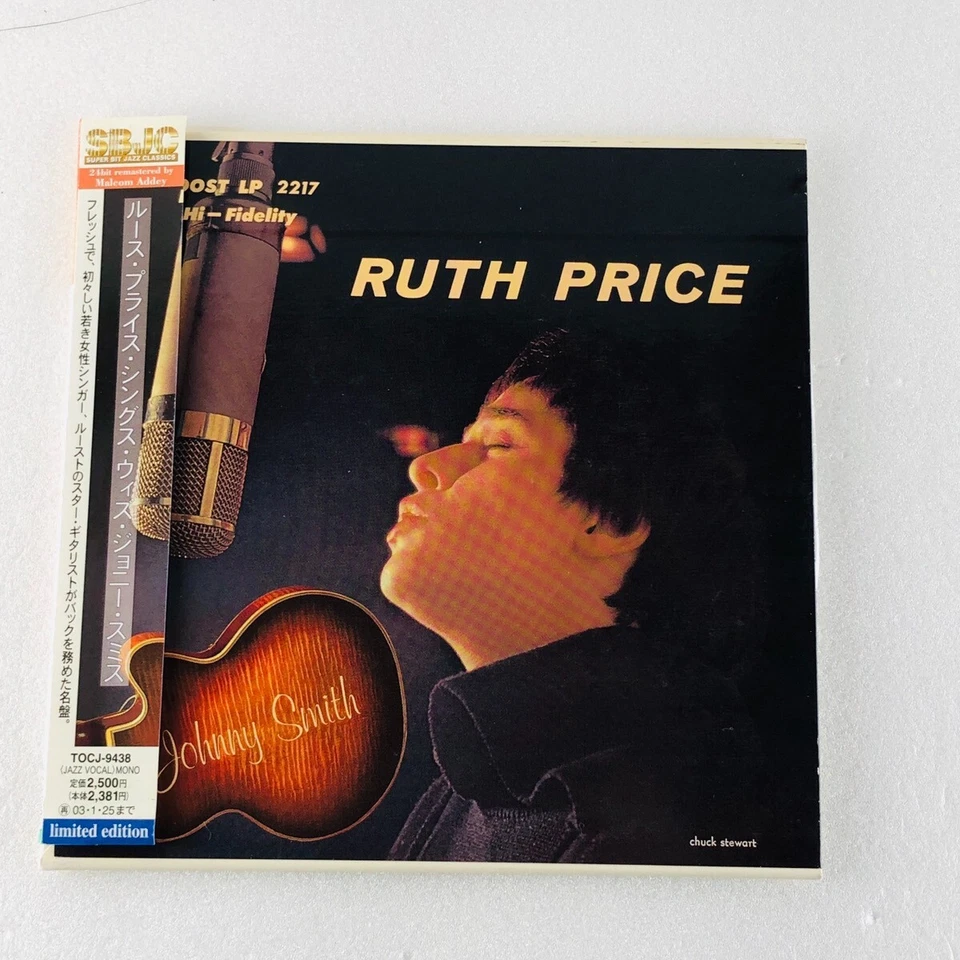 SBJC
SUPER BIT JAZZ CLASSICS
24bit remastered by
Malcom Addey
ルース・プライス・シングス・ウィズ・ジョニー・スミス
フレッシュで、初々しい若き女性シンガー、ルーストのスター・ギタリストがバックを務めた名盤。
TOCJ-9438
(JAZZ VOCAL) MONO
定価2,500円
(本体2,381円)
再 03・1・25まで
limited edition
OOST LP 2217
Hi-Fidelity
RUTH PRICE
Johnny Smith
chuck stewart